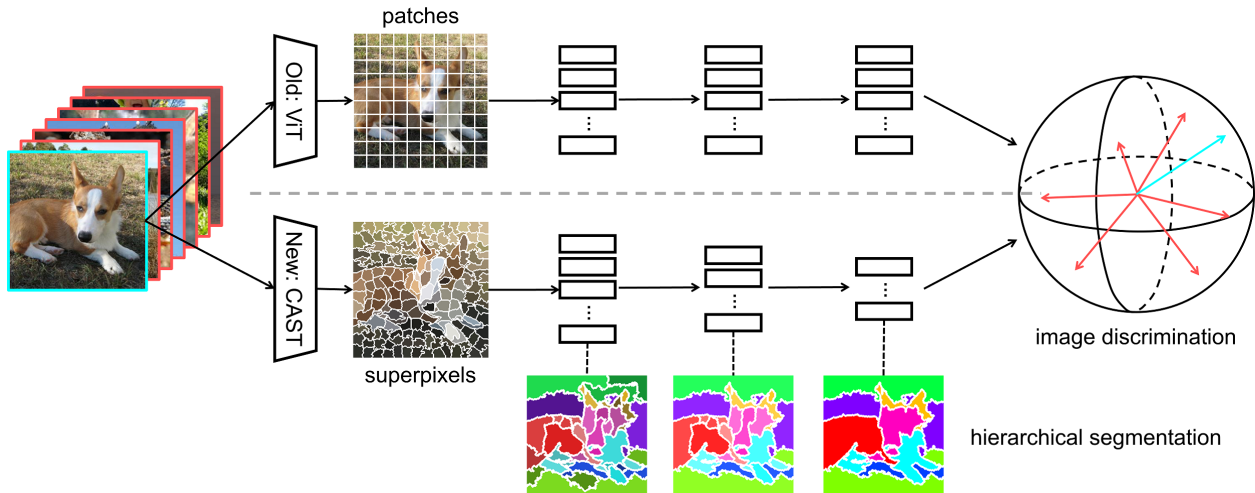 patches
Old: ViT
New: CAST
superpixels
image discrimination
hierarchical segmentation